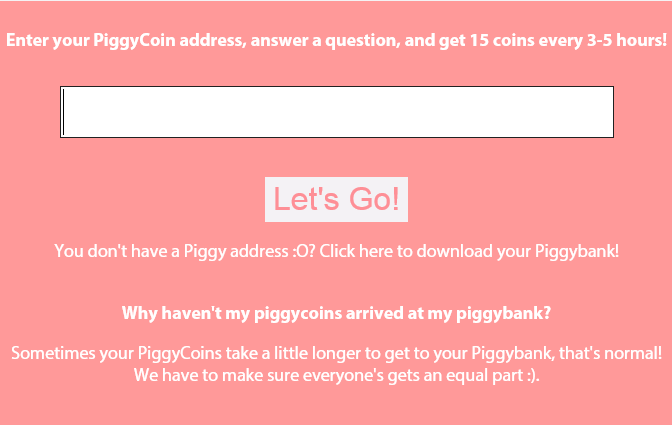 Enter your PiggyCoin address, answer a question, and get 15 coins every 3-5 hours!
Let's Go!
You don't have a Piggy address :O? Click here to download your Piggybank!
Why haven't my piggycoins arrived at my piggybank?
Sometimes your PiggyCoins take a little longer to get to your Piggybank, that's normal!
We have to make sure everyone's gets an equal part :).